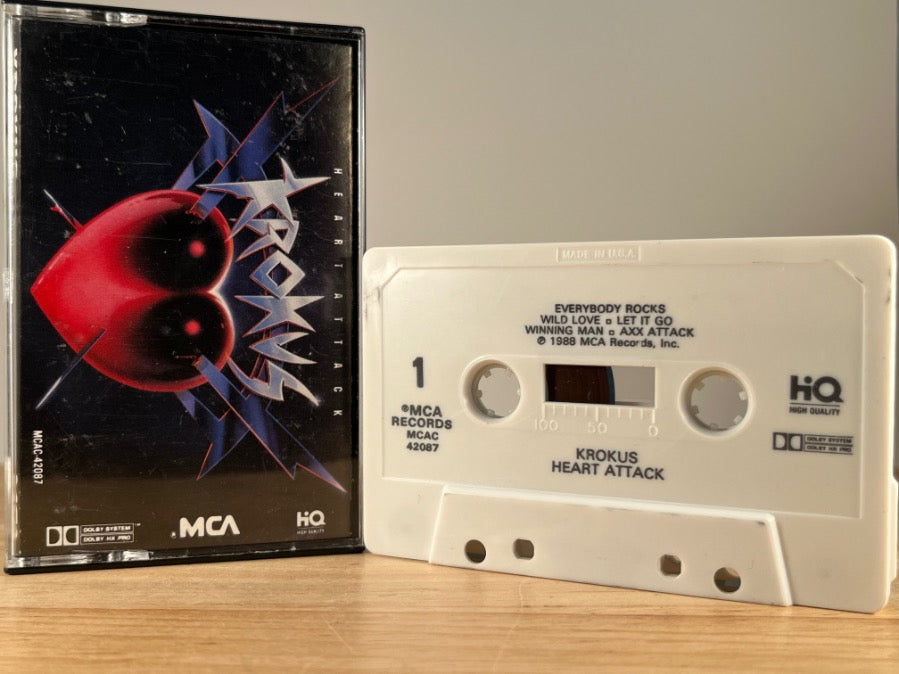 KROKUS
HEART ATTACK
MCAC-42087
DOLBY SYSTEM™
DOLBY HX PRO
MCA
HQ
HIGH QUALITY
MADE IN U.S.A.
EVERYBODY ROCKS
WILD LOVE ▫ LET IT GO
WINNING MAN ▫ AXX ATTACK
℗ 1988 MCA Records, Inc.
1
®MCA
RECORDS
MCAC
42087
100 50 0
KROKUS
HEART ATTACK
HQ
HIGH QUALITY
DOLBY SYSTEM
DOLBY HX PRO